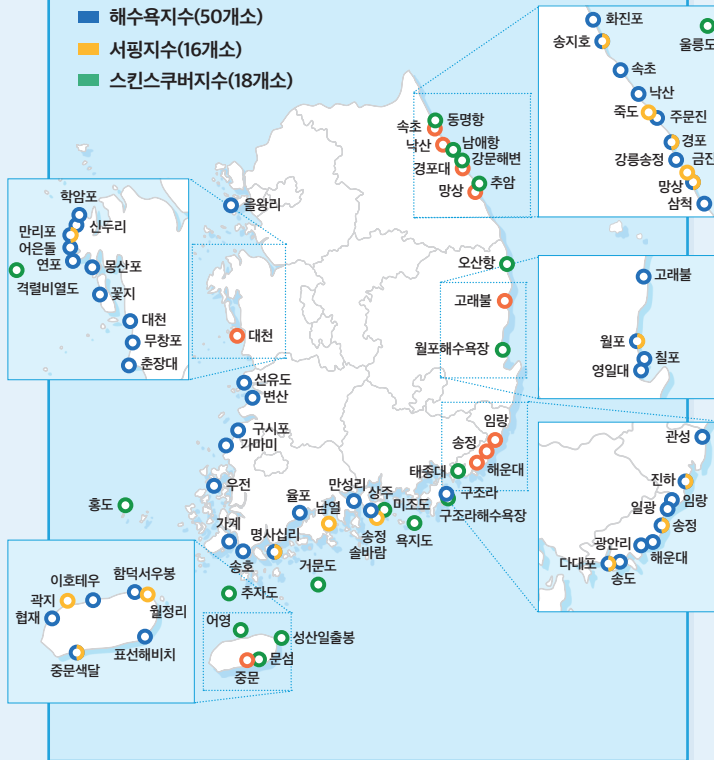 해수욕지수(50개소)
서핑지수(16개소)
스킨스쿠버지수(18개소)
화진포
송지호
울릉도
속초
낙산
죽도
주문진
경포
강릉송정
금진
망상
삼척
동명항
속초
낙산
남애항
강문해변
경포대
추암
망상
을왕리
학암포
만리포
신두리
어은돌
연포
몽산포
격렬비열도
꽃지
대천
무창포
춘장대
오산항
고래불
월포해수욕장
고래불
월포
칠포
영일대
대천
선유도
변산
구시포
가마미
임랑
송정
해운대
태종대
관성
진하
임랑
일광
송정
광안리
해운대
다대포
송도
우전
홍도
율포
만성리
상주
남열
미조도
구조라
구조라해수욕장
가계
명사십리
송정
솔바람
욕지도
송호
거문도
추자도
이호테우
함덕서우봉
곽지
협재
월정리
표선해비치
중문색달
어영
성산일출봉
문섬
중문